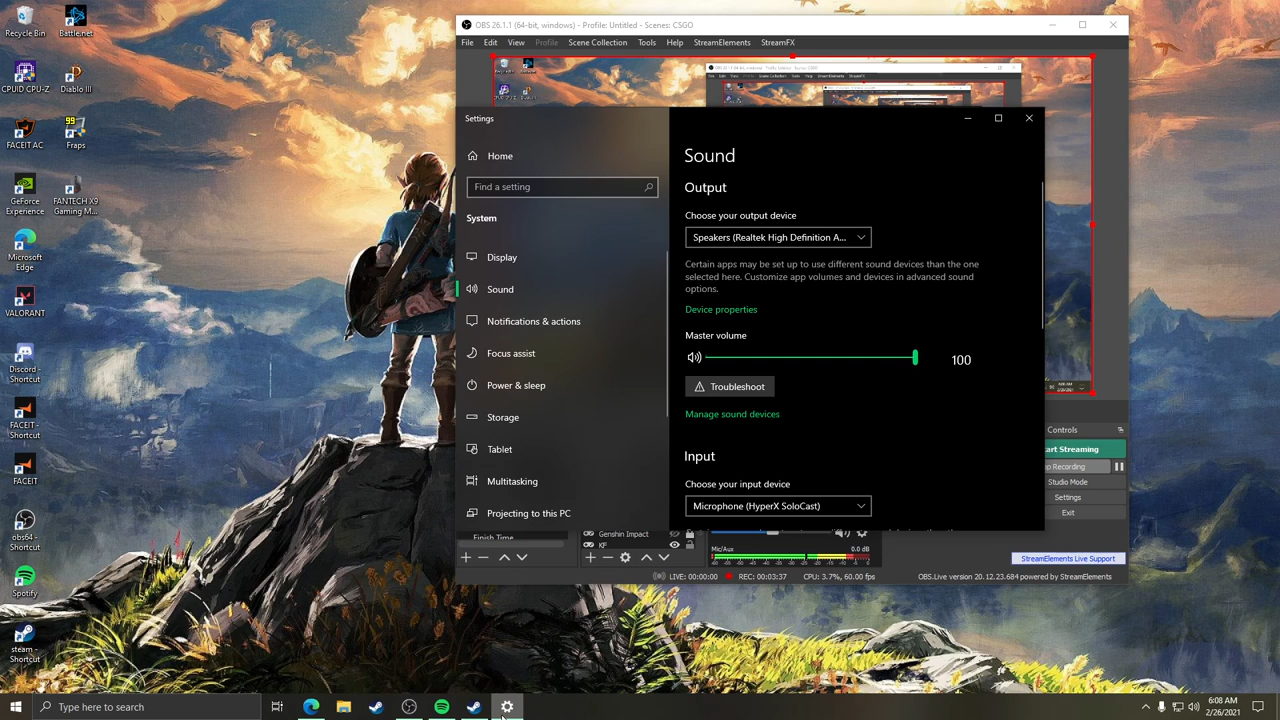 Recycle Bin
Battle.net
CPUID CPU-Z
Diablo III
FACEIT AC
Fraps
GeForce Experience
FANTECH X9 Gaming M...
Microsoft Edge
VALORANT
Discord - Shortcut
FACEIT - Shortcut
FACEIT
obs64 - Shortcut
Spotify
steam - Shortcut
OBS 26.1.1 (64-bit, windows) - Profile: Untitled - Scenes: CSGO
File Edit View Profile Scene Collection Tools Help StreamElements StreamFX
Settings
Home
Find a setting
System
Display
Sound
Notifications & actions
Focus assist
Power & sleep
Storage
Tablet
Multitasking
Projecting to this PC
Sound
Output
Choose your output device
Speakers (Realtek High Definition A...
Certain apps may be set up to use different sound devices than the one
selected here. Customize app volumes and devices in advanced sound
options.
Device properties
Master volume
100
Troubleshoot
Manage sound devices
Input
Choose your input device
Microphone (HyperX SoloCast)
Controls
art Streaming
p Recording
Studio Mode
Settings
Exit
Finish Time
Genshin Impact
KF
Mic/Aux 0.0 dB
StreamElements Live Support
LIVE: 00:00:00 REC: 00:03:37 CPU: 3.7%, 60.00 fps OBS.Live version 20.12.23.684 powered by StreamElements
Type here to search
6:08 AM
2/26/2021